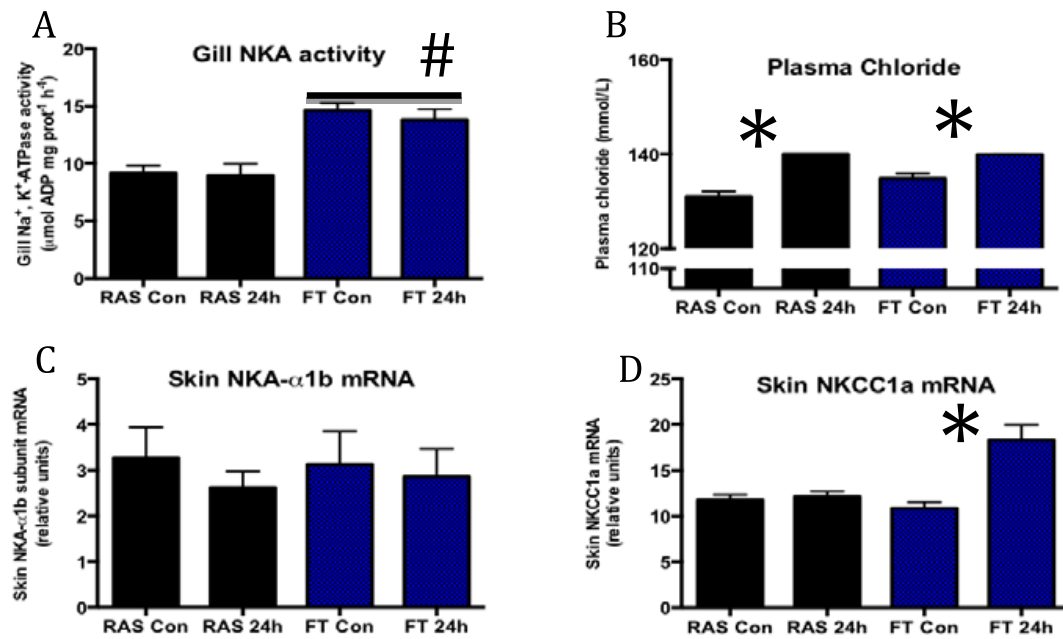 A
Gill NKA activity
#
Gill Na⁺, K⁺-ATPase activity
(µmol ADP mg prot⁻¹ h⁻¹)
20
15
10
5
0
RAS Con RAS 24h FT Con FT 24h
B
Plasma Chloride
* *
Plasma chloride (mmol/L)
160
140
120
110
RAS Con RAS 24h FT Con FT 24h
C
Skin NKA-α1b mRNA
Skin NKA-α1b subunit mRNA
(relative units)
5
4
3
2
1
0
RAS Con RAS 24h FT Con FT 24h
D
Skin NKCC1a mRNA
*
Skin NKCC1a mRNA
(relative units)
25
20
15
10
5
0
RAS Con RAS 24h FT Con FT 24h